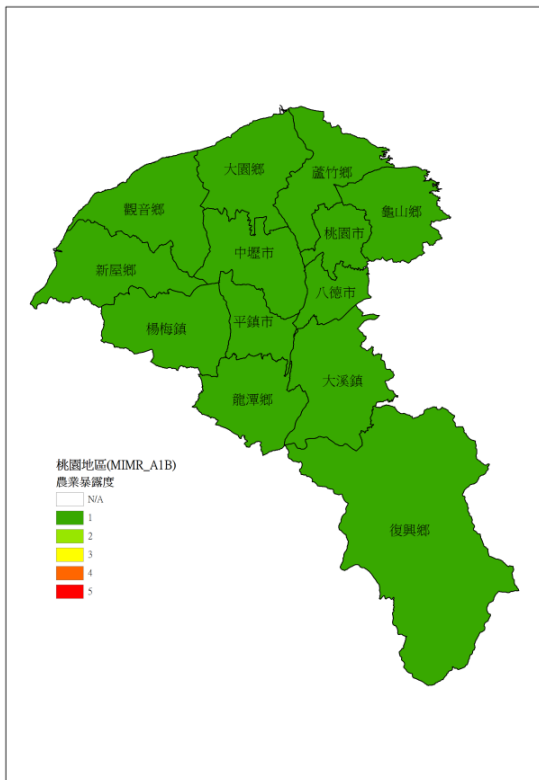 大園鄉
蘆竹鄉
觀音鄉
龜山鄉
桃園市
中壢市
新屋鄉
八德市
平鎮市
楊梅鎮
大溪鎮
龍潭鄉
復興鄉
桃園地區(MIMR_A1B)
農業暴露度
N/A
1
2
3
4
5